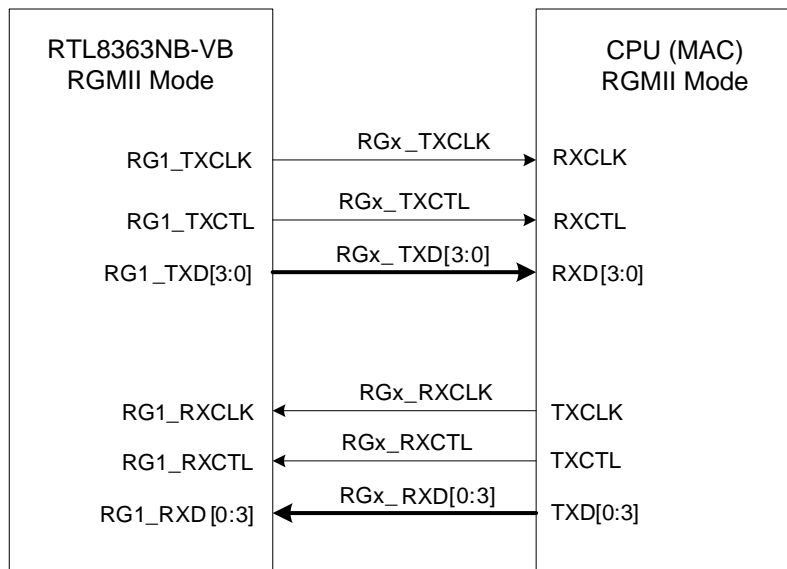 RTL8363NB-VB
RGMII Mode
CPU (MAC)
RGMII Mode
RG1_TXCLK
RGx_TXCLK
RXCLK
RG1_TXCTL
RGx_TXCTL
RXCTL
RG1_TXD[3:0]
RGx_TXD[3:0]
RXD[3:0]
RG1_RXCLK
RGx_RXCLK
TXCLK
RG1_RXCTL
RGx_RXCTL
TXCTL
RG1_RXD[0:3]
RGx_RXD[0:3]
TXD[0:3]